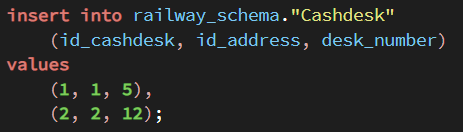 insert into railway_schema."Cashdesk"
(id_cashdesk, id_address, desk_number)
values
(1, 1, 5),
(2, 2, 12);